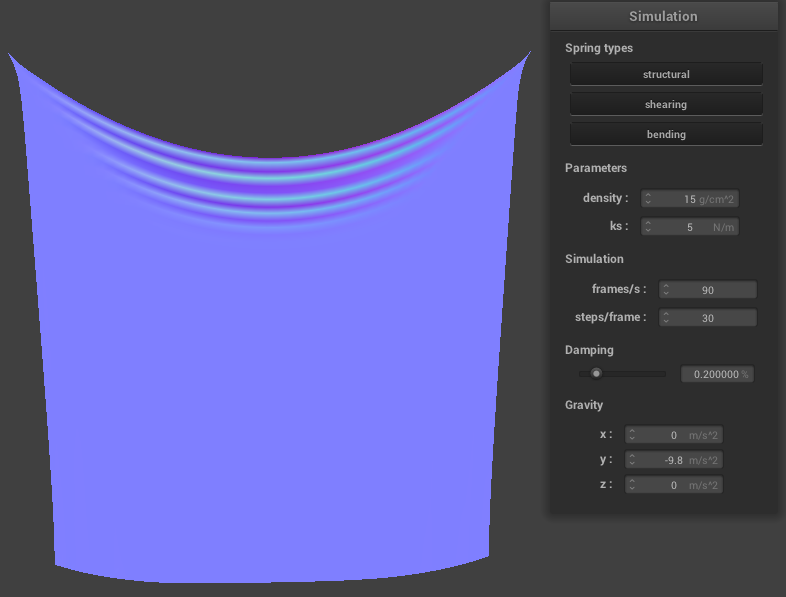 Simulation
Spring types
structural
shearing
bending
Parameters
density : 15 g/cm^2
ks : 5 N/m
Simulation
frames/s : 90
steps/frame : 30
Damping
0.200000 %
Gravity
x : 0 m/s^2
y : -9.8 m/s^2
z : 0 m/s^2